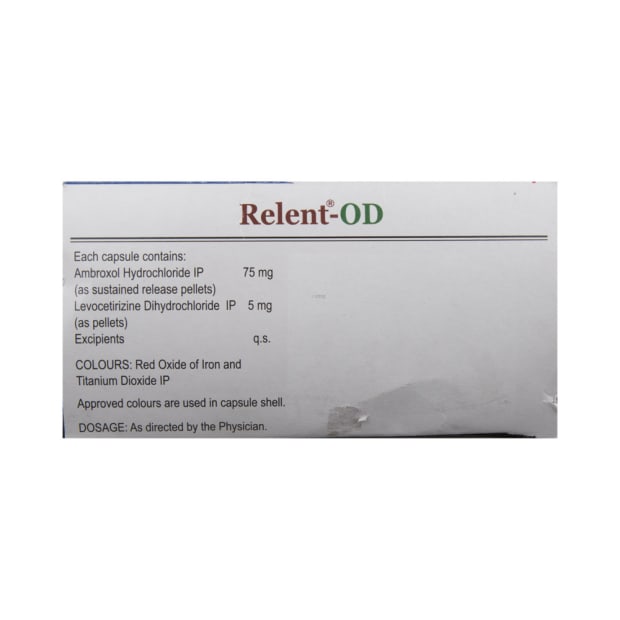 Relent®-OD
Each capsule contains:
Ambroxol Hydrochloride IP 75 mg
(as sustained release pellets)
Levocetirizine Dihydrochloride IP 5 mg
(as pellets)
Excipients q.s.
COLOURS: Red Oxide of Iron and
Titanium Dioxide IP
Approved colours are used in capsule shell.
DOSAGE: As directed by the Physician.